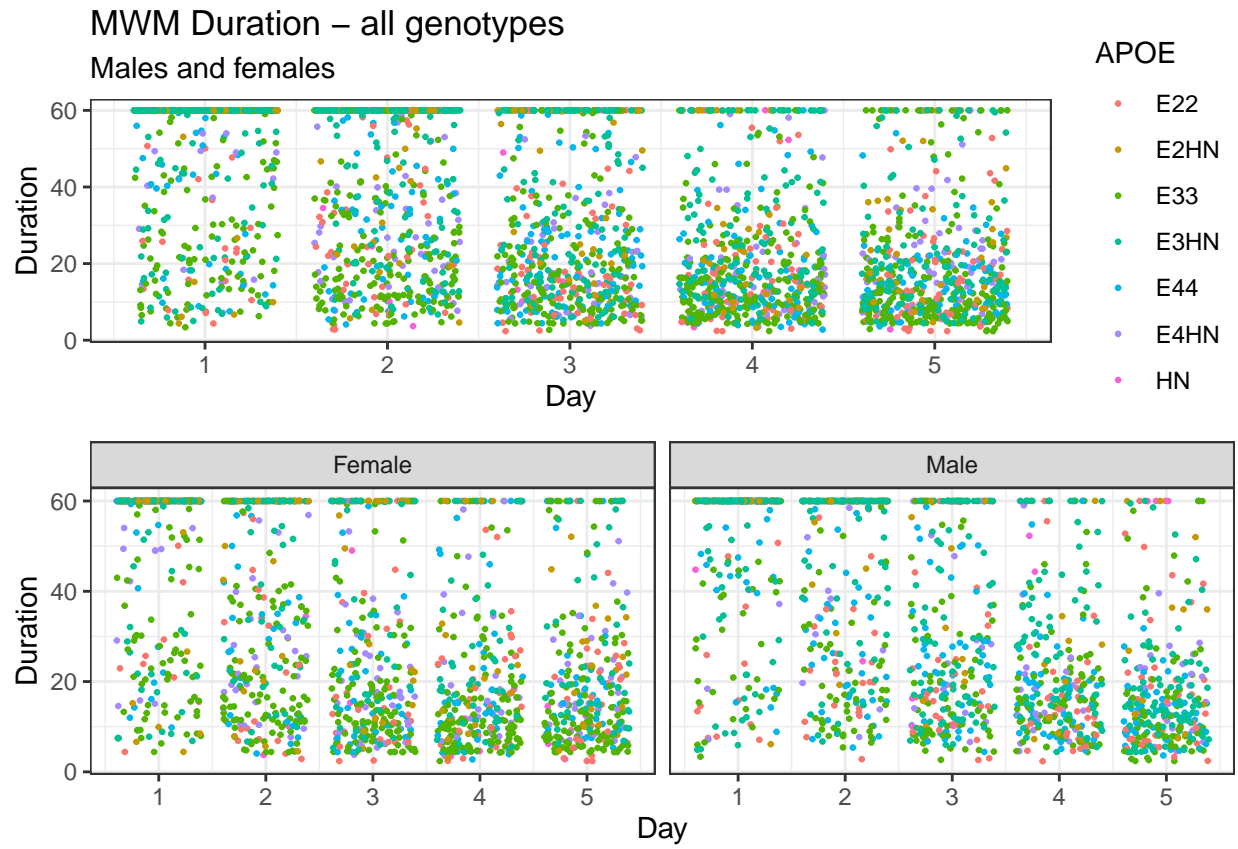 MWM Duration – all genotypes
Males and females
APOE
E22
E2HN
E33
E3HN
E44
E4HN
HN
Duration
60
40
20
0
1 2 3 4 5
Day
Female Male
Duration
60
40
20
0
1 2 3 4 5 1 2 3 4 5
Day